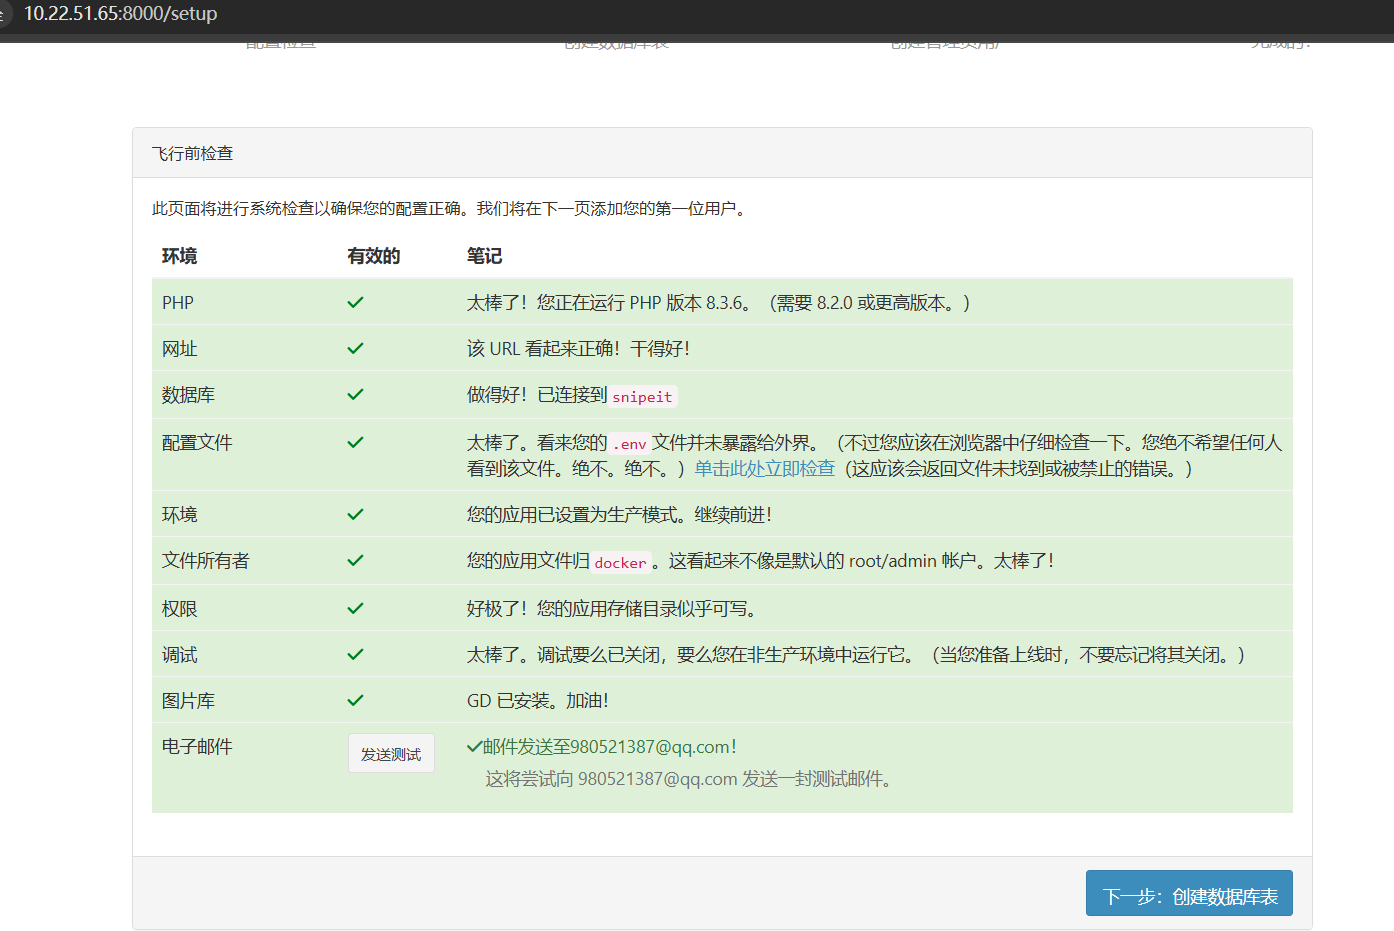 10.22.51.65:8000/setup
飞行前检查
此页面将进行系统检查以确保您的配置正确。我们将在下一页添加您的第一位用户。
环境 有效的 笔记
PHP 太棒了！您正在运行 PHP 版本 8.3.6。（需要 8.2.0 或更高版本。）
网址 该 URL 看起来正确！干得好！
数据库 做得好！已连接到 snipeit
配置文件 太棒了。看来您的 .env 文件并未暴露给外界。（不过您应该在浏览器中仔细检查一下。您绝不希望任何人
看到该文件。绝不。绝不。）单击此处立即检查（这应该会返回文件未找到或被禁止的错误。）
环境 您的应用已设置为生产模式。继续前进！
文件所有者 您的应用文件归 docker 。这看起来不像是默认的 root/admin 帐户。太棒了！
权限 好极了！您的应用存储目录似乎可写。
调试 太棒了。调试要么已关闭，要么您在非生产环境中运行它。（当您准备上线时，不要忘记将其关闭。）
图片库 GD 已安装。加油！
电子邮件 发送测试 邮件发送至980521387@qq.com！
这将尝试向 980521387@qq.com 发送一封测试邮件。
下一步：创建数据库表